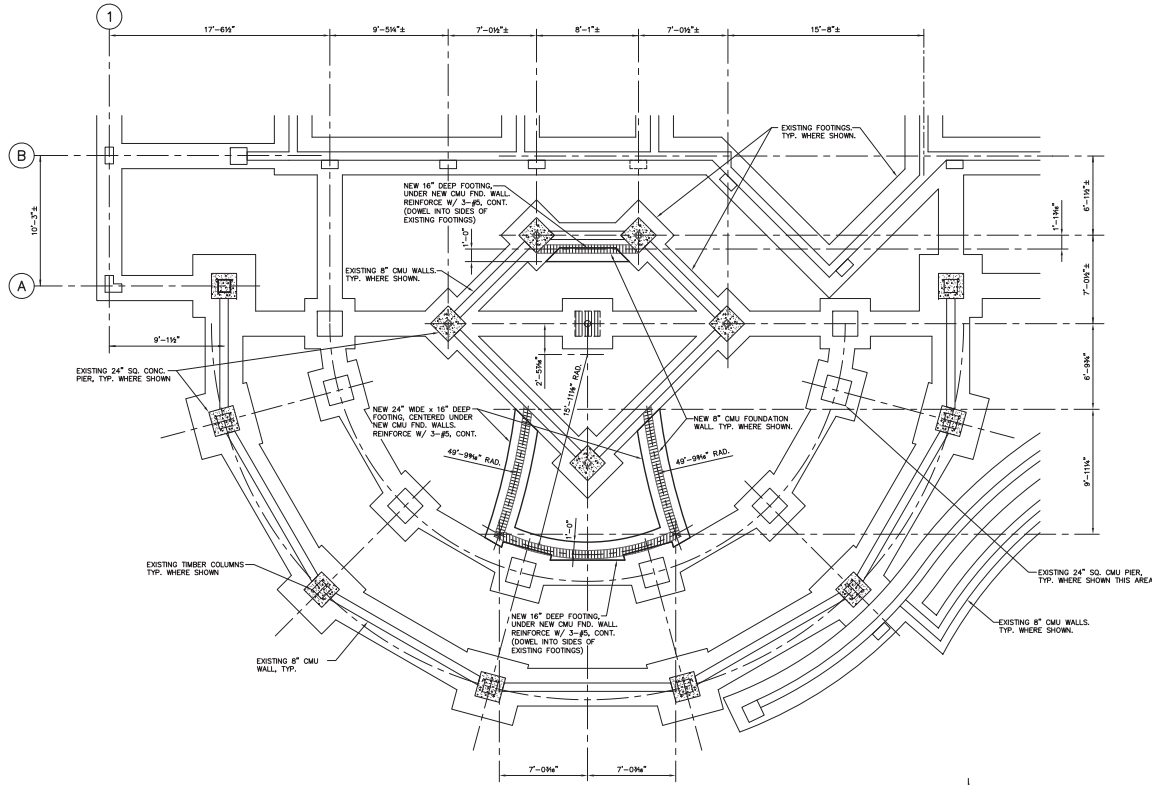 1
17'-6½"
9'-5¼"±
7'-0½"±
8'-1"±
7'-0½"±
15'-8"±
B
A
10'-3"±
EXISTING FOOTINGS.
TYP. WHERE SHOWN.
NEW 16" DEEP FOOTING,
UNDER NEW CMU FND. WALL.
REINFORCE W/ 3-#5, CONT.
(DOWEL INTO SIDES OF
EXISTING FOOTINGS)
1'-0"
6'-1½"±
7'-0½"±
6'-9¾"
9'-11¼"
EXISTING 8" CMU WALLS.
TYP. WHERE SHOWN.
9'-1½"
EXISTING 24" SQ. CONC.
PIER, TYP. WHERE SHOWN
NEW 24" WIDE x 16" DEEP
FOOTING, CENTERED UNDER
NEW CMU FND. WALLS.
REINFORCE W/ 3-#5, CONT.
NEW 8" CMU FOUNDATION
WALL. TYP. WHERE SHOWN.
1'-0"
EXISTING TIMBER COLUMNS
TYP. WHERE SHOWN
EXISTING 24" SQ. CMU PIER,
TYP. WHERE SHOWN THIS AREA
NEW 16" DEEP FOOTING,
UNDER NEW CMU FND. WALL.
REINFORCE W/ 3-#5, CONT.
(DOWEL INTO SIDES OF
EXISTING FOOTINGS)
EXISTING 8" CMU WALLS.
TYP. WHERE SHOWN.
EXISTING 8" CMU
WALL, TYP.